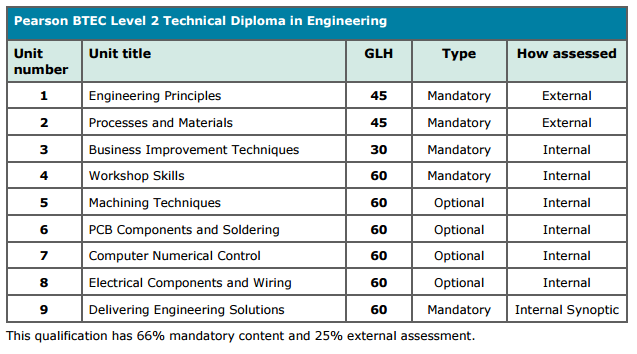 Pearson BTEC Level 2 Technical Diploma in Engineering
Unit number Unit title GLH Type How assessed
1 Engineering Principles 45 Mandatory External
2 Processes and Materials 45 Mandatory External
3 Business Improvement Techniques 30 Mandatory Internal
4 Workshop Skills 60 Mandatory Internal
5 Machining Techniques 60 Optional Internal
6 PCB Components and Soldering 60 Optional Internal
7 Computer Numerical Control 60 Optional Internal
8 Electrical Components and Wiring 60 Optional Internal
9 Delivering Engineering Solutions 60 Mandatory Internal Synoptic
This qualification has 66% mandatory content and 25% external assessment.